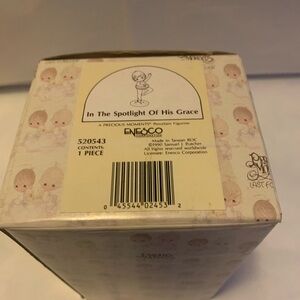 In The Spotlight Of His Grace
A PRECIOUS MOMENTS® Porcelain Figurine
ENESCO
520543
CONTENTS:
1 PIECE
Made in Taiwan ROC
©1990 Samuel J. Butcher
All rights reserved worldwide
Licensee: Enesco Corporation
0 45544 02453 2